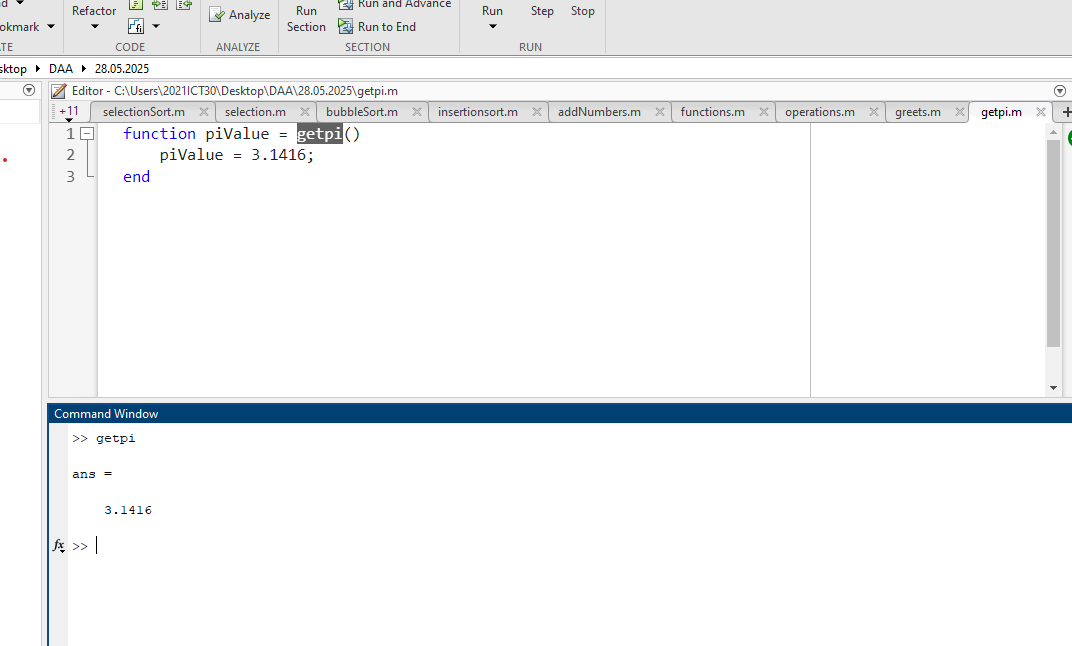 d
Refactor
Analyze
Run
Section
Run and Advance
Run to End
Run
Step
Stop
okmark
TE
CODE
ANALYZE
SECTION
RUN
sktop
DAA
28.05.2025
Editor - C:\Users\2021ICT30\Desktop\DAA\28.05.2025\getpi.m
+11
selectionSort.m
selection.m
bubbleSort.m
insertionsort.m
addNumbers.m
functions.m
operations.m
greets.m
getpi.m
1 function piValue = getpi()
2 piValue = 3.1416;
3 end
Command Window
>> getpi
ans =
3.1416
fx >>